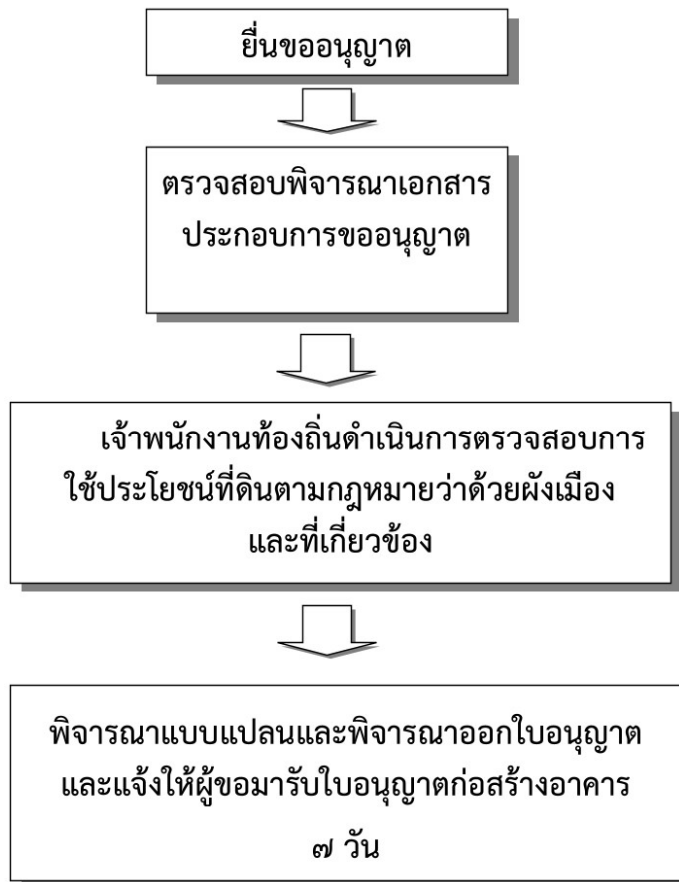 ยื่นขออนุญาต
ตรวจสอบพิจารณาเอกสาร
ประกอบการขออนุญาต
เจ้าพนักงานท้องถิ่นดำเนินการตรวจสอบการ
ใช้ประโยชน์ที่ดินตามกฎหมายว่าด้วยผังเมือง
และที่เกี่ยวข้อง
พิจารณาแบบแปลนและพิจารณาออกใบอนุญาต
และแจ้งให้ผู้ขอมารับใบอนุญาตก่อสร้างอาคาร
๗ วัน